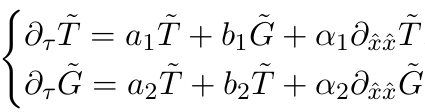 ∂_τ T̃ = a_1 T̃ + b_1 G̃ + α_1 ∂_{x̂x̂} T̃
∂_τ G̃ = a_2 T̃ + b_2 T̃ + α_2 ∂_{x̂x̂} G̃